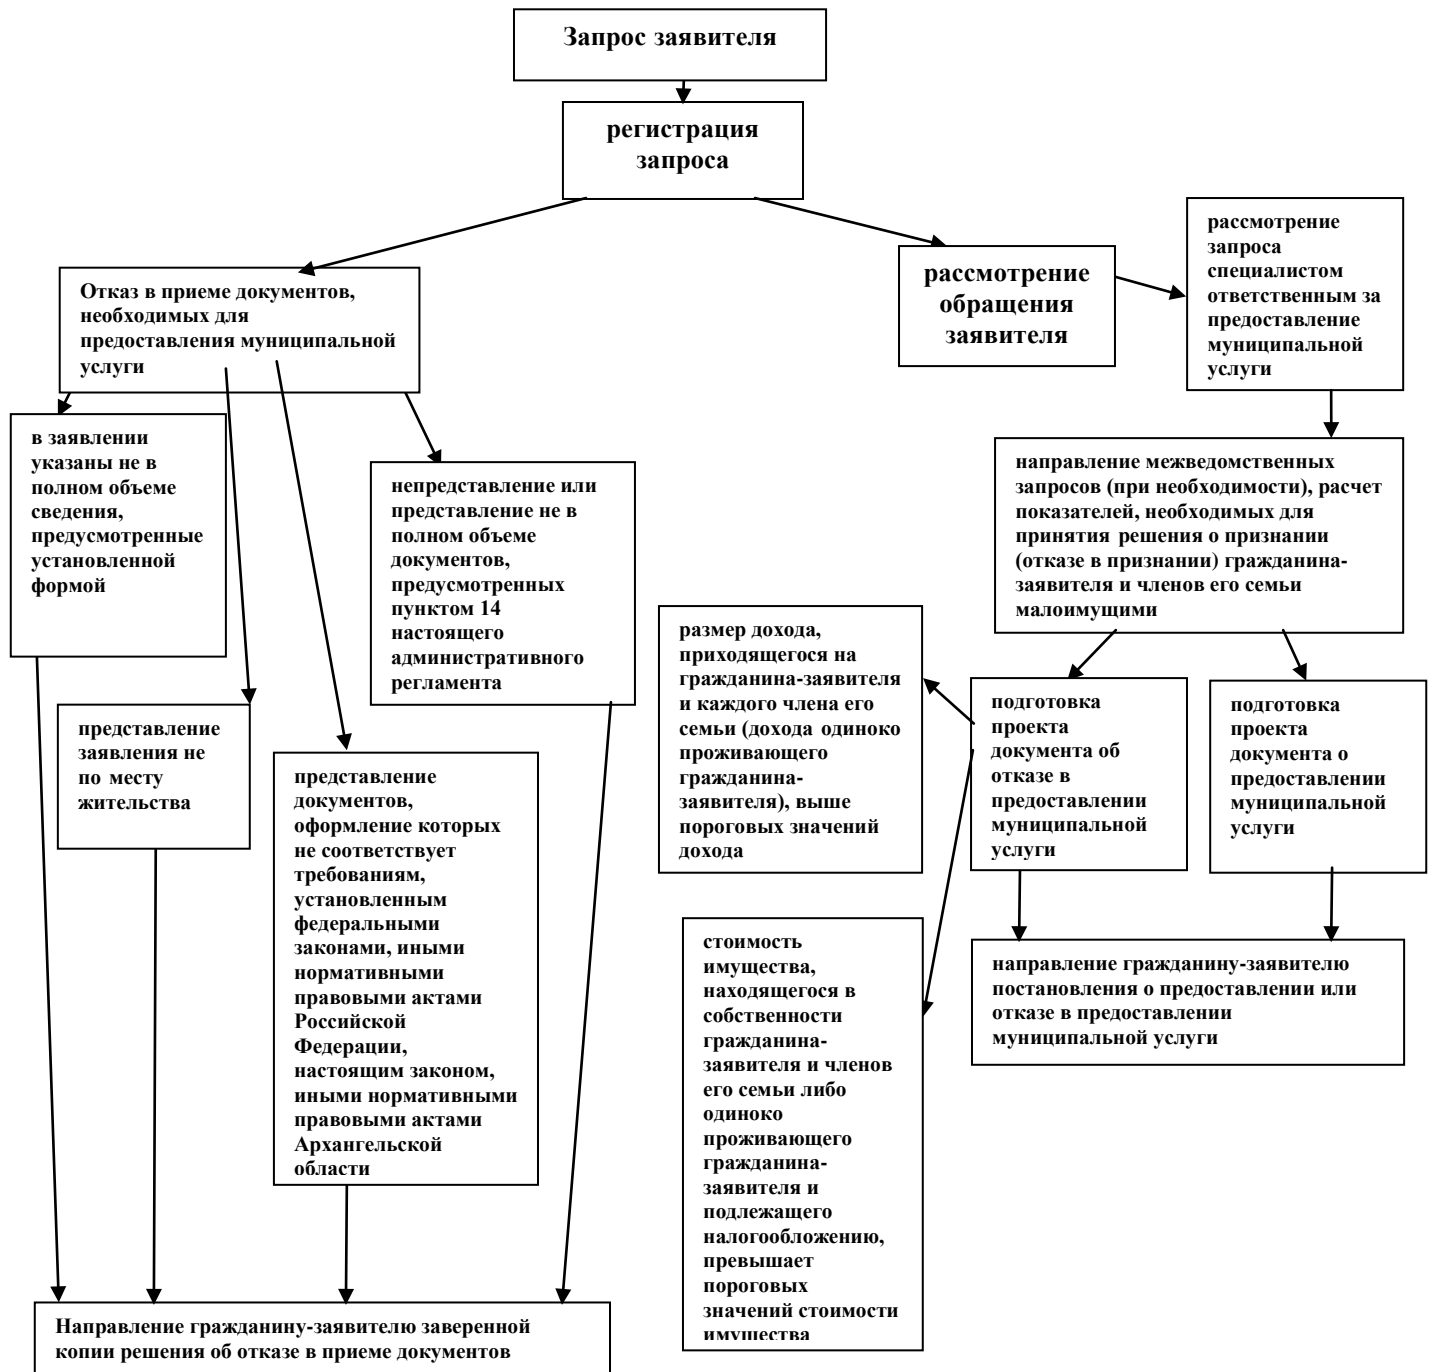 Запрос заявителя
регистрация
запроса
рассмотрение
запроса
специалистом
ответственным за
предоставление
муниципальной
услуги
рассмотрение
обращения
заявителя
Отказ в приеме документов,
необходимых для
предоставления муниципальной
услуги
в заявлении
указаны не в
полном объеме
сведения,
предусмотренные
установленной
формой
непредставление или
представление не в
полном объеме
документов,
предусмотренных
пунктом 14
настоящего
административного
регламента
направление межведомственных
запросов (при необходимости), расчет
показателей, необходимых для
принятия решения о признании
(отказе в признании) гражданина-
заявителя и членов его семьи
малоимущими
размер дохода,
приходящегося на
гражданина-заявителя
и каждого члена его
семьи (дохода одиноко
проживающего
гражданина-
заявителя), выше
пороговых значений
дохода
подготовка
проекта
документа об
отказе в
предоставлении
муниципальной
услуги
подготовка
проекта
документа о
предоставлении
муниципальной
услуги
представление
заявления не
по месту
жительства
представление
документов,
оформление которых
не соответствует
требованиям,
установленным
федеральными
законами, иными
нормативными
правовыми актами
Российской
Федерации,
настоящим законом,
иными нормативными
правовыми актами
Архангельской
области
стоимость
имущества,
находящегося в
собственности
гражданина-
заявителя и членов
его семьи либо
одиноко
проживающего
гражданина-
заявителя и
подлежащего
налогообложению,
превышает
пороговых
значений стоимости
имущества
направление гражданину-заявителю
постановления о предоставлении или
отказе в предоставлении
муниципальной услуги
Направление гражданину-заявителю заверенной
копии решения об отказе в приеме документов